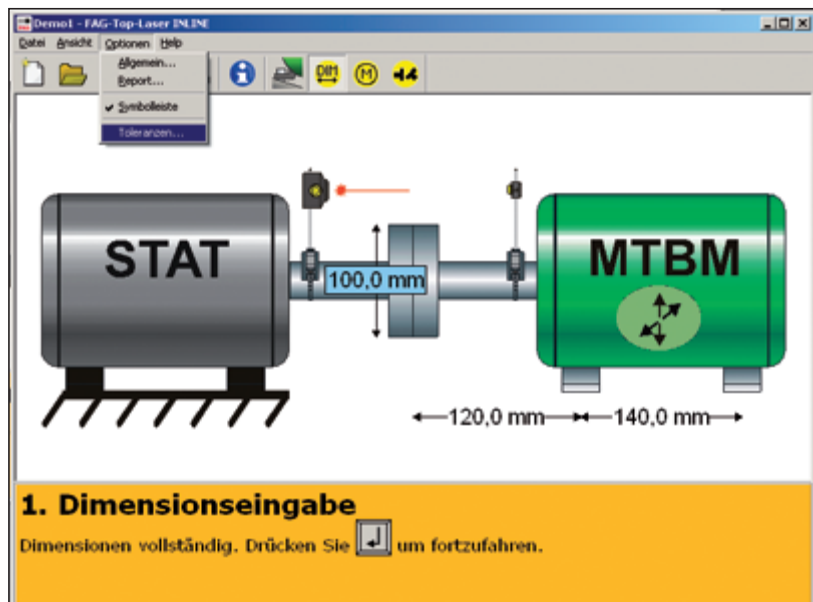 Demo1 - FAG-Top-Laser INLINE
Datei Ansicht Optionen Help
Allgemein...
Report...
Symbolleiste
Toleranzen...
DIM M
STAT
100,0 mm
MTBM
120,0 mm 140,0 mm
1. Dimensionseingabe
Dimensionen vollständig. Drücken Sie um fortzufahren.